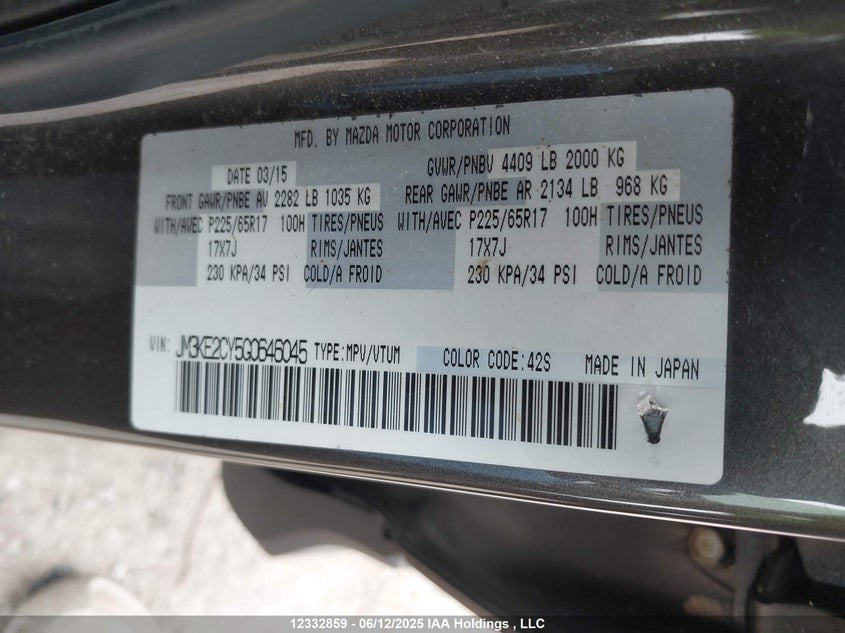 MFD. BY MAZDA MOTOR CORPORATION
DATE 03/15 GVWR/PNBV 4409 LB 2000 KG
FRONT GAWR/PNBE AV 2282 LB 1035 KG REAR GAWR/PNBE AR 2134 LB 968 KG
WITH/AVEC P225/65R17 100H TIRES/PNEUS WITH/AVEC P225/65R17 100H TIRES/PNEUS
17X7J RIMS/JANTES 17X7J RIMS/JANTES
230 KPA/34 PSI COLD/A FROID 230 KPA/34 PSI COLD/A FROID
VIN: JM3KE2CY5G0646045 TYPE:MPV/VTUM COLOR CODE:42S MADE IN JAPAN
12332859 - 06/12/2025 IAA Holdings , LLC